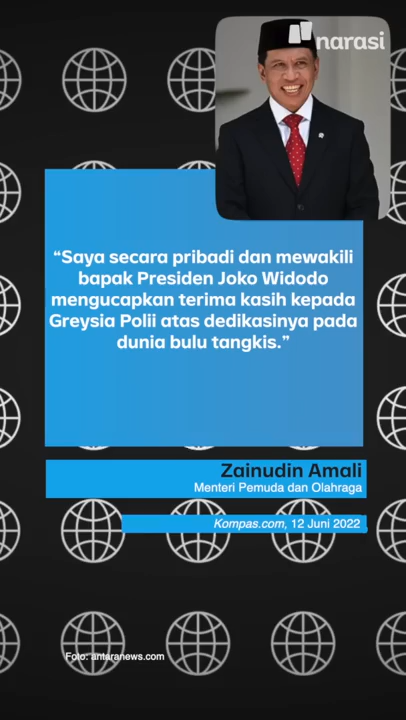 narasi
“Saya secara pribadi dan mewakili
bapak Presiden Joko Widodo
mengucapkan terima kasih kepada
Greysia Polii atas dedikasinya pada
dunia bulu tangkis.”
Zainudin Amali
Menteri Pemuda dan Olahraga
Kompas.com, 12 Juni 2022
Foto: antaranews.com